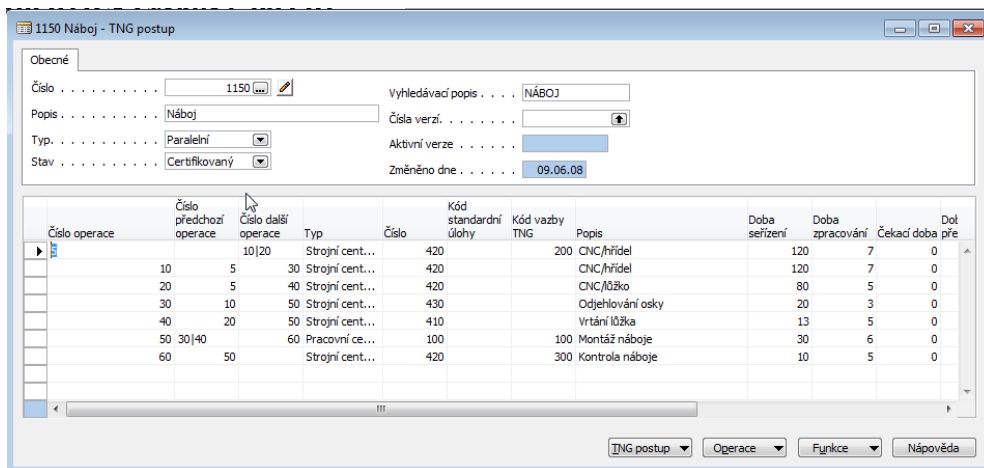 1150 Náboj - TNG postup
Obecné
Číslo . . . . . . . . . . 1150
Popis . . . . . . . . . . Náboj
Typ. . . . . . . . . . . Paralelní
Stav . . . . . . . . . . Certifikovaný
Vyhledávací popis . . . . NÁBOJ
Čísla verzí. . . . . . . .
Aktivní verze . . . . . .
Změněno dne . . . . . . 09.06.08
Číslo operace Číslo předchozí operace Číslo další operace Typ Číslo Kód standardní úlohy Kód vazby TNG Popis Doba seřízení Doba zpracování Čekací doba
5 10|20 Strojní cent... 420 200 CNC/hřídel 120 7 0
10 5 30 Strojní cent... 420 CNC/hřídel 120 7 0
20 5 40 Strojní cent... 420 CNC/lůžko 80 5 0
30 10 50 Strojní cent... 430 Odjehlování osky 20 3 0
40 20 50 Strojní cent... 410 Vrtání lůžka 13 5 0
50 30|40 60 Pracovní ce... 100 100 Montáž náboje 30 6 0
60 50 Strojní cent... 420 300 Kontrola náboje 10 5 0
TNG postup Operace Funkce Nápověda